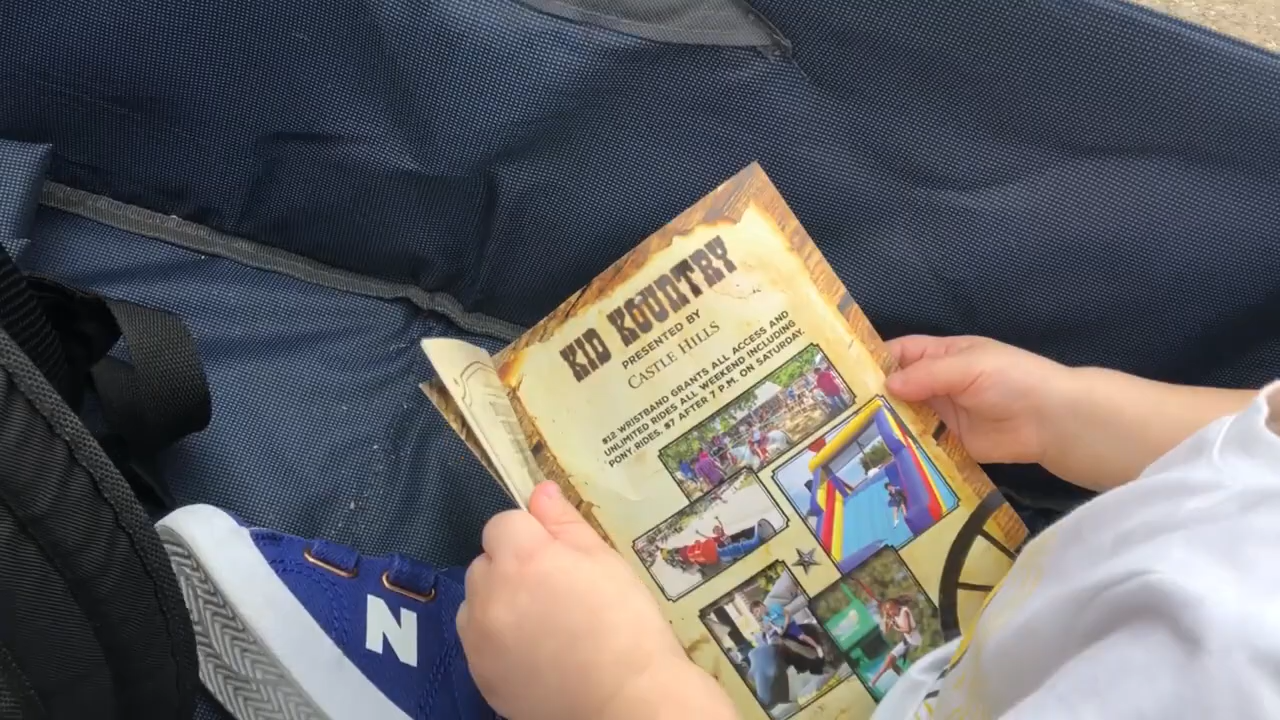 KID KOUNTRY
PRESENTED BY
CASTLE HILLS
$12 WRISTBAND GRANTS ALL ACCESS AND
UNLIMITED RIDES ALL WEEKEND INCLUDING
PONY RIDES. $7 AFTER 7 P.M. ON SATURDAY.
N